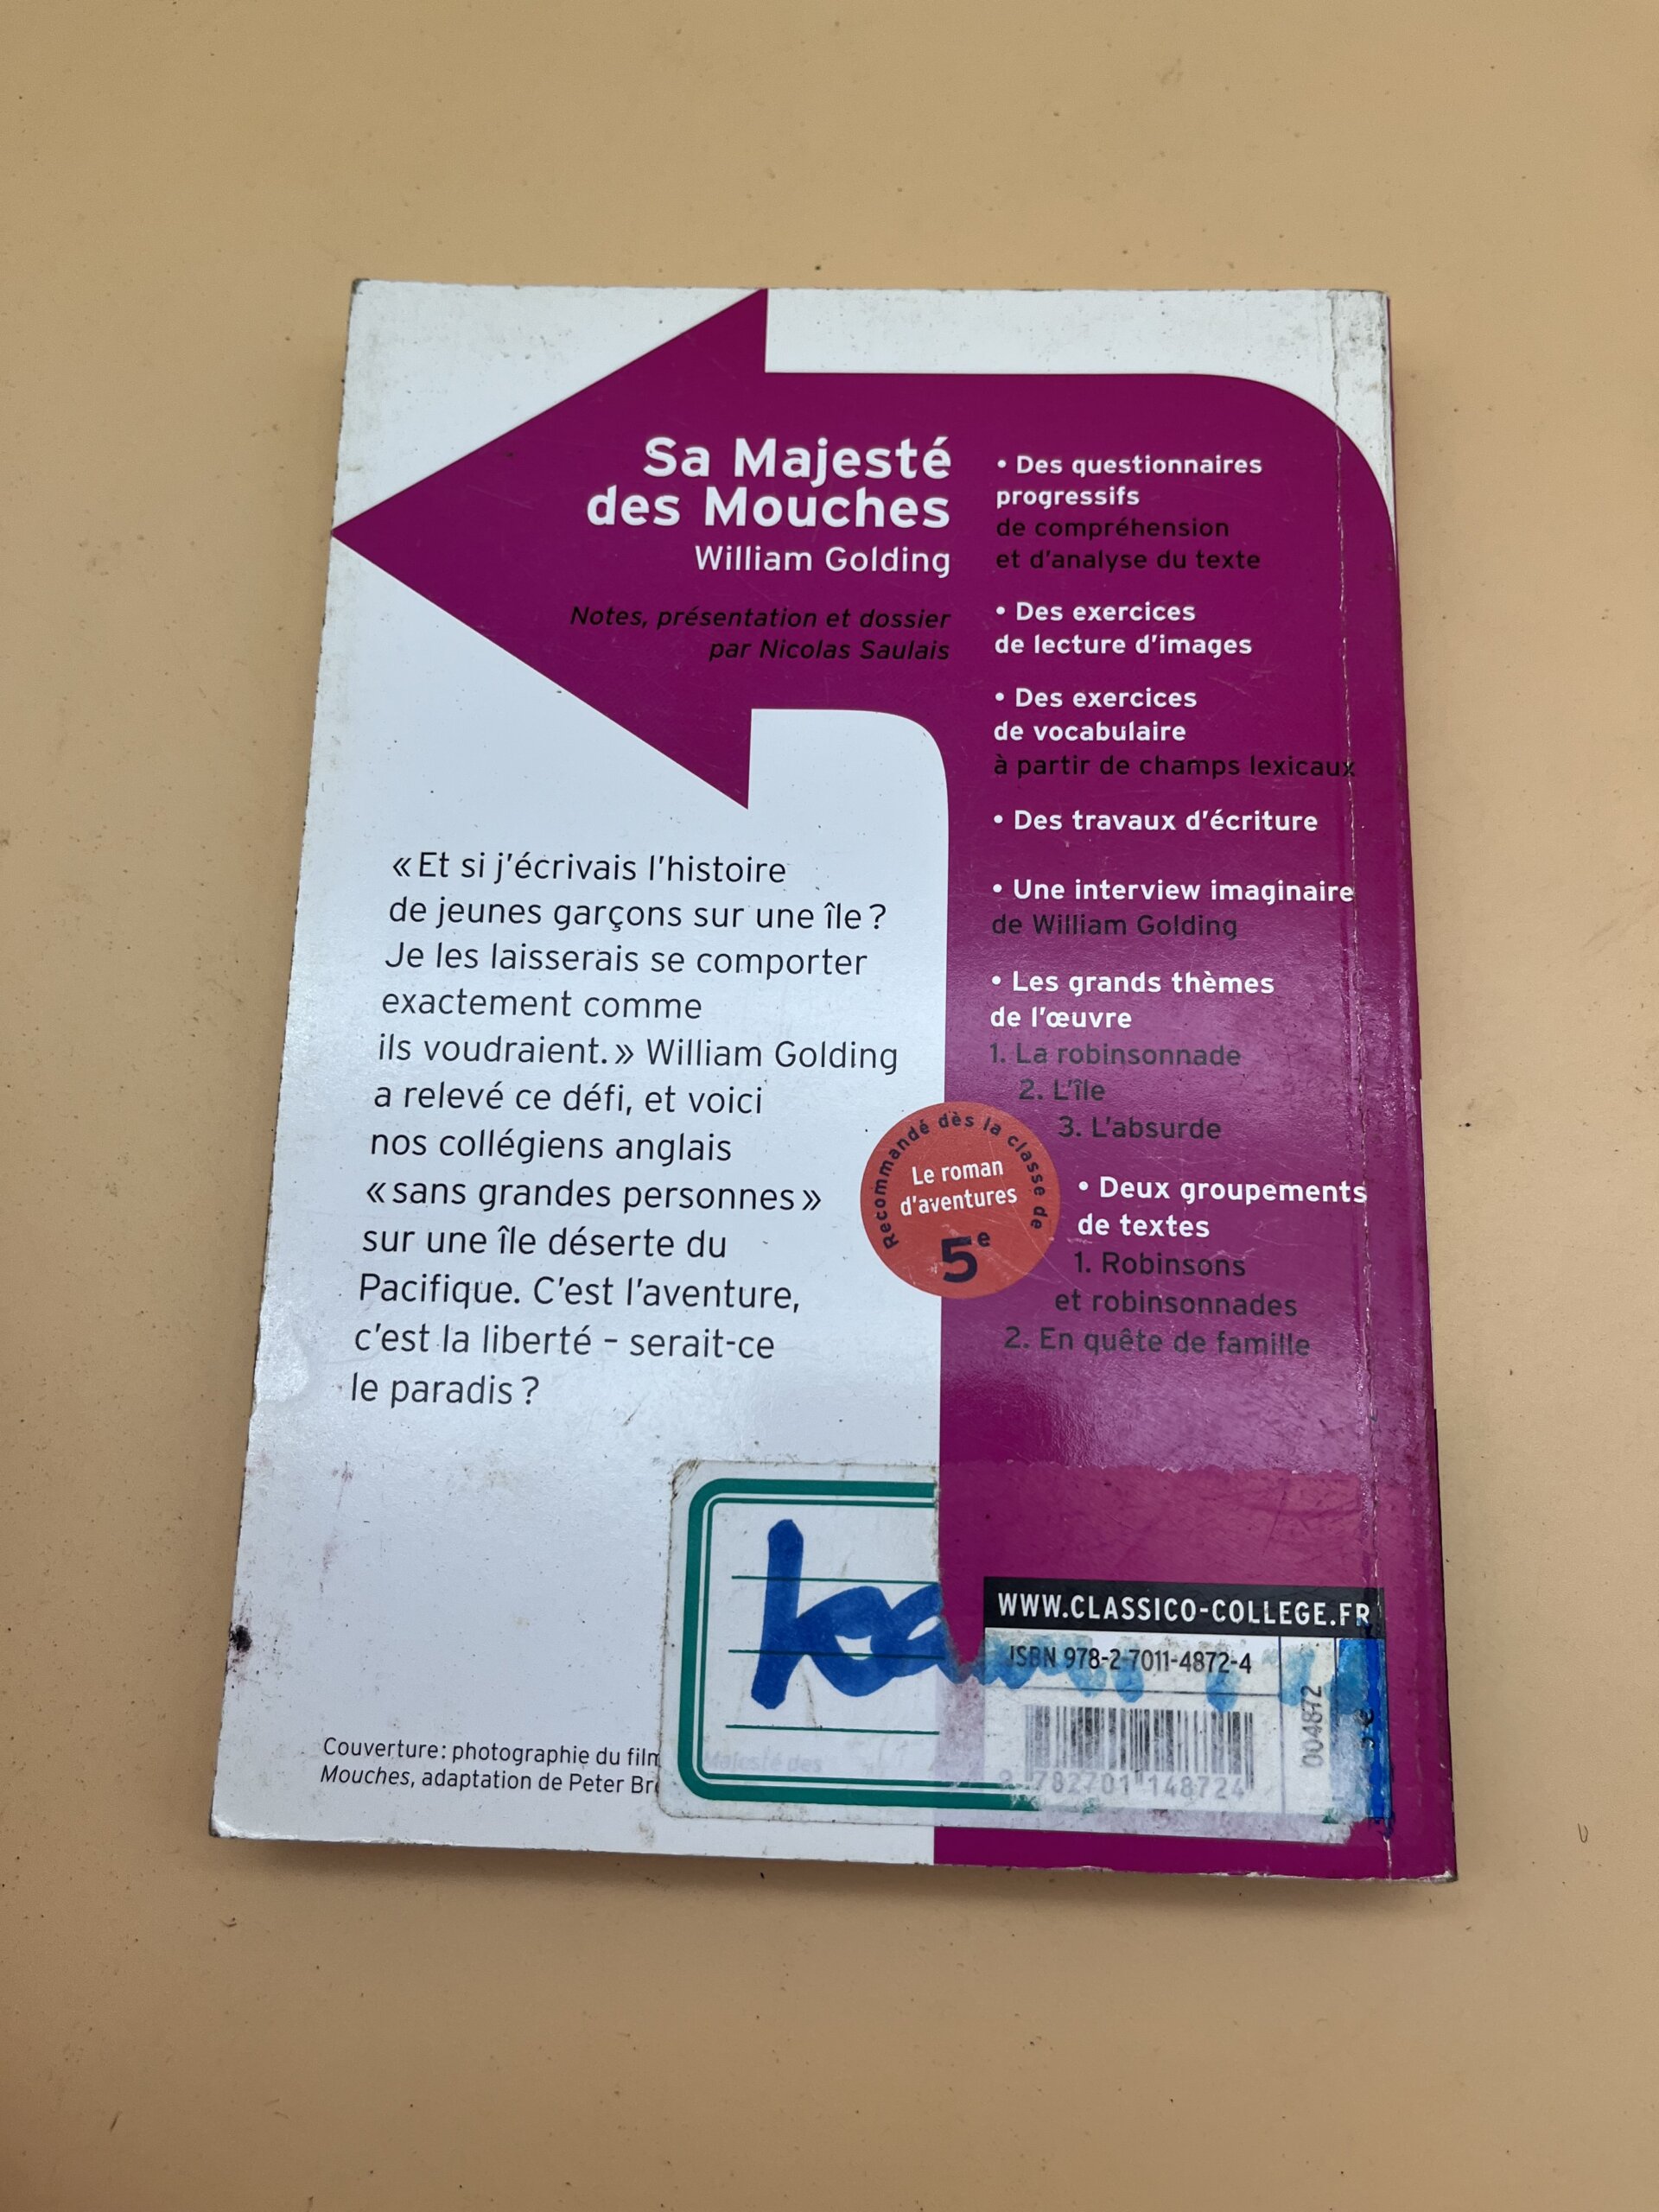 Sa Majesté
des Mouches
William Golding
Notes, présentation et dossier
par Nicolas Saulais
« Et si j'écrivais l'histoire
de jeunes garçons sur une île ?
Je les laisserais se comporter
exactement comme
ils voudraient. » William Golding
a relevé ce défi, et voici
nos collégiens anglais
« sans grandes personnes »
sur une île déserte du
Pacifique. C'est l'aventure,
c'est la liberté – serait-ce
le paradis ?
Couverture : photographie du film
Mouches, adaptation de Peter
Majesté des
• Des questionnaires
progressifs
de compréhension
et d'analyse du texte
• Des exercices
de lecture d'images
• Des exercices
de vocabulaire
à partir de champs lexicaux
• Des travaux d'écriture
• Une interview imaginaire
de William Golding
• Les grands thèmes
de l'œuvre
1. La robinsonnade
2. L'île
3. L'absurde
Recommandé dès la classe de
Le roman
d'aventures
5e
• Deux groupements
de textes
1. Robinsons
et robinsonnades
2. En quête de famille
WWW.CLASSICO-COLLEGE.FR
ISBN 978-2-7011-4872-4
9 782701 148724
004872